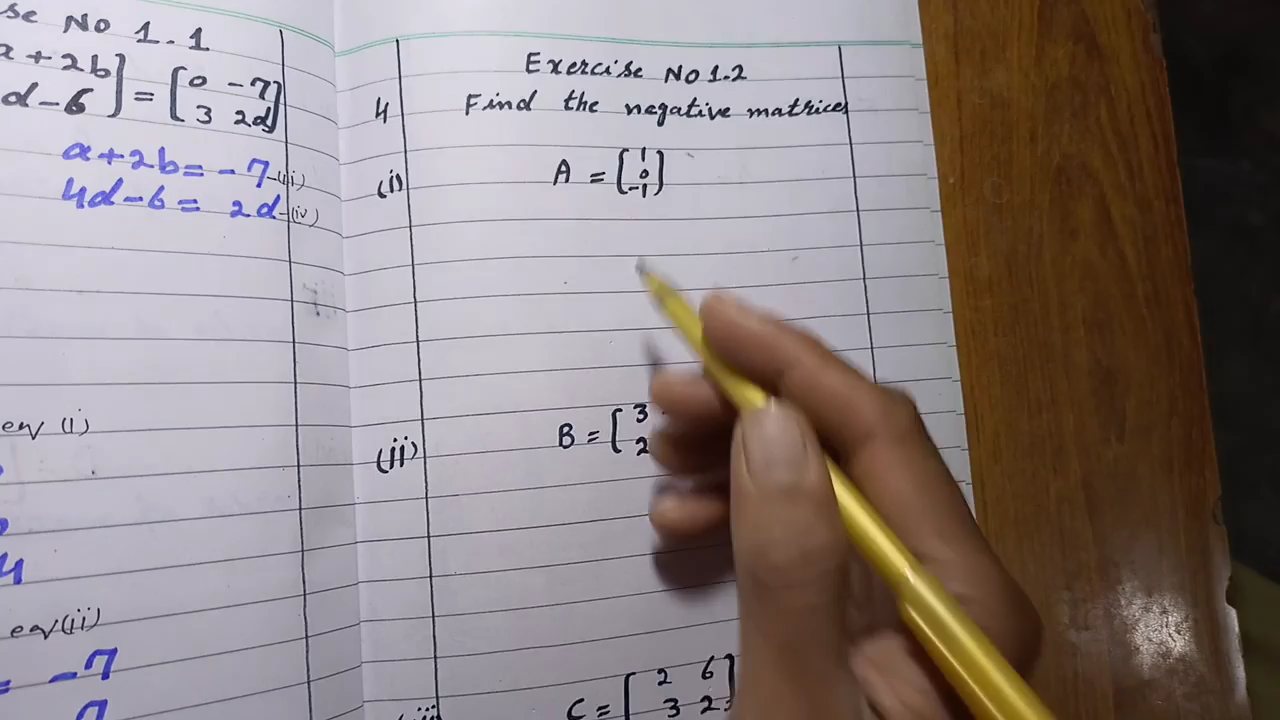 se No 1.1
a + 2b] = [0 -7
d - 6 3 2d]
a + 2b = -7 -(iii)
4d - 6 = 2d -(iv)
eq (i)
4
eq (ii)
= -7
Exercise No 1.2
4 Find the negative matrices
(i) A = [1
0
-1]
(ii) B = [3
2
(iii C = [2 6
3 2